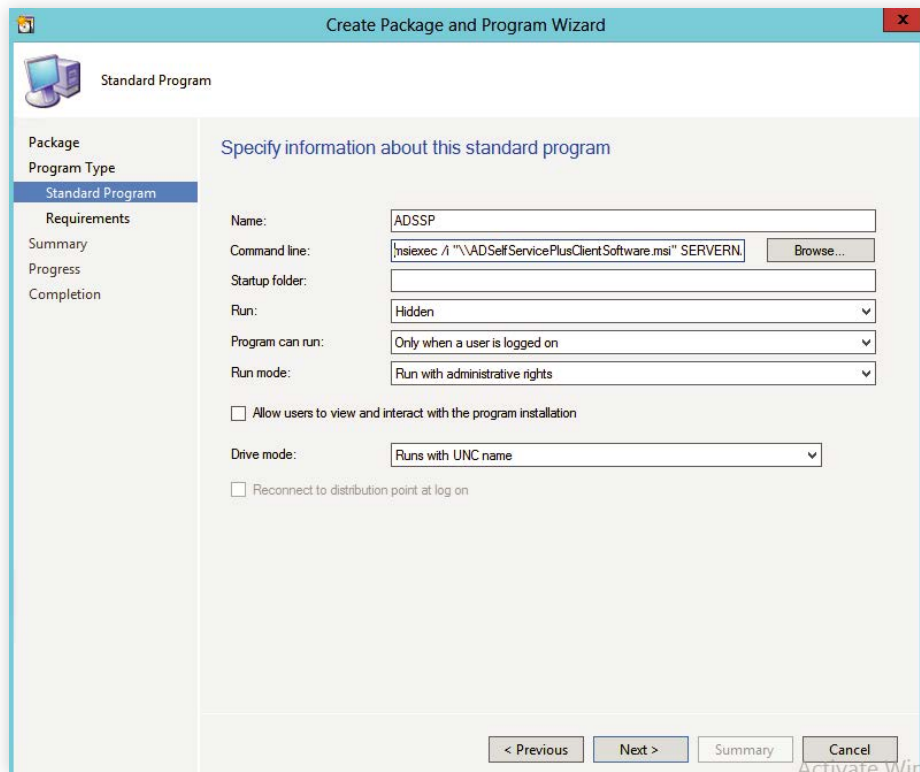 Create Package and Program Wizard
x
Standard Program
Package
Program Type
Standard Program
Requirements
Summary
Progress
Completion
Specify information about this standard program
Name: ADSSP
Command line: msiexec /i "\\ADSelfServicePlusClientSoftware.msi" SERVERN. Browse...
Startup folder:
Run: Hidden
Program can run: Only when a user is logged on
Run mode: Run with administrative rights
Allow users to view and interact with the program installation
Drive mode: Runs with UNC name
Reconnect to distribution point at log on
< Previous Next > Summary Cancel
Activate Win